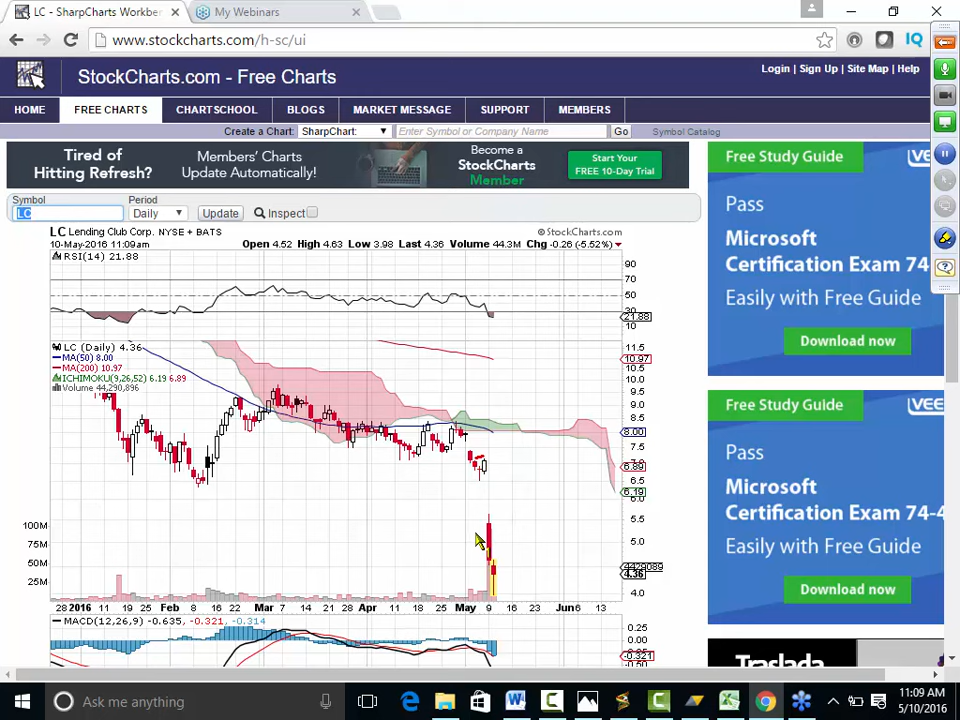 LC - SharpCharts Workber
My Webinars
www.stockcharts.com/h-sc/ui
IQ
StockCharts.com - Free Charts
Login | Sign Up | Site Map | Help
HOME
FREE CHARTS
CHARTSCHOOL
BLOGS
MARKET MESSAGE
SUPPORT
MEMBERS
Create a Chart: SharpChart: Enter Symbol or Company Name Go Symbol Catalog
Tired of
Hitting Refresh?
Members' Charts
Update Automatically!
Become a
StockCharts
Member
Start Your
FREE 10-Day Trial
Symbol
LC
Period
Daily
Update
Inspect
LC Lending Club Corp. NYSE + BATS
© StockCharts.com
10-May-2016 11:09am
Open 4.52 High 4.63 Low 3.98 Last 4.36 Volume 44.3M Chg -0.26 (-5.52%)
RSI(14) 21.88
90
70
50
30
21.88
10
LC (Daily) 4.36
MA(50) 8.00
MA(200) 10.97
ICHIMOKU(9,26,52) 6.19 6.89
Volume 44,290,896
11.5
10.97
10.5
10.0
9.5
9.0
8.5
8.00
7.5
7.0
6.89
6.5
6.19
6.0
5.5
5.0
4429089
4.36
4.0
100M
75M
50M
25M
28 2016 11 19 25 Feb 8 16 22 Mar 7 14 21 28 Apr 11 18 25 May 9 16 23 Jun6 13
MACD(12,26,9) -0.635, -0.321, -0.314
0.25
0.00
-0.321
-0.50
Free Study Guide
VE
Pass
Microsoft
Certification Exam 74
Easily with Free Guide
Download now
Free Study Guide
VEE
Pass
Microsoft
Certification Exam 74-4
Easily with Free Guide
Download now
Traslada
Ask me anything
11:09 AM
5/10/2016